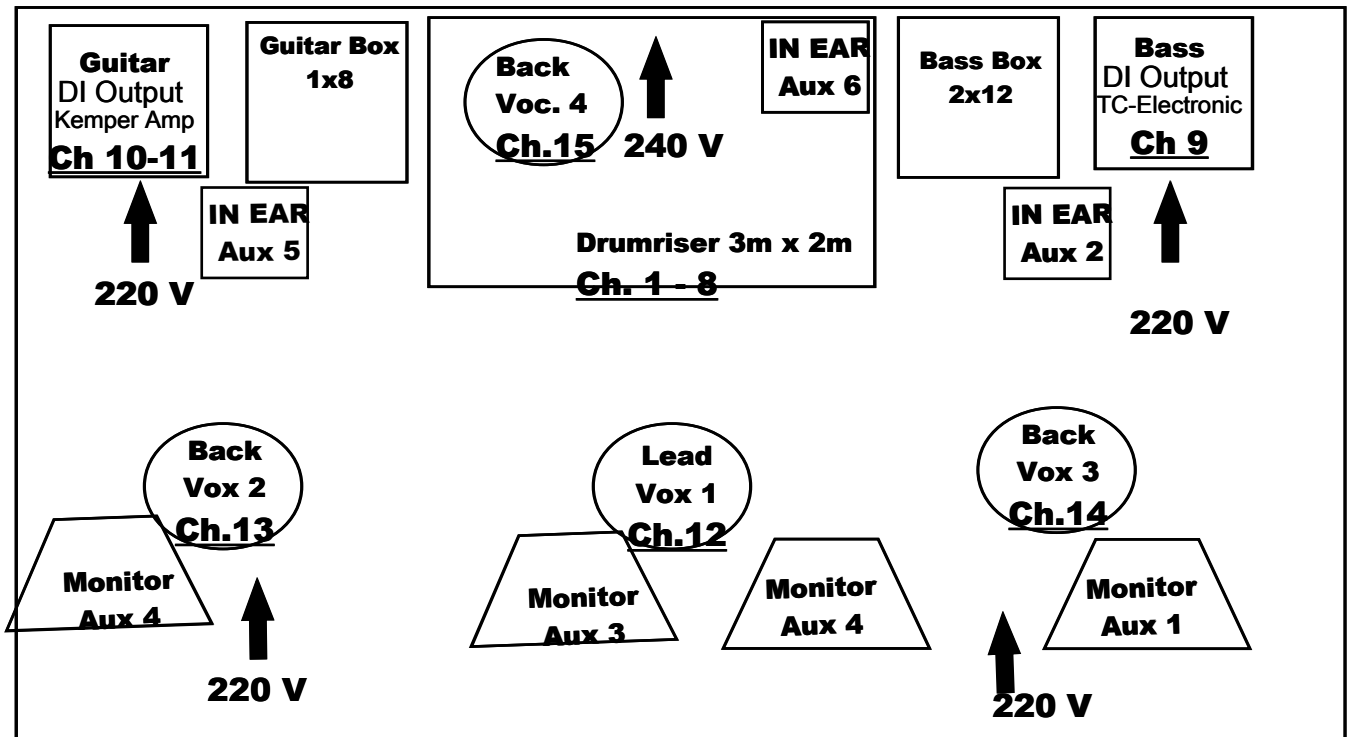 Guitar
DI Output
Kemper Amp
Ch 10-11
Guitar Box
1x8
Back
Voc. 4
Ch.15
240 V
IN EAR
Aux 6
Bass Box
2x12
Bass
DI Output
TC-Electronic
Ch 9
220 V
IN EAR
Aux 5
Drumriser 3m x 2m
Ch. 1 - 8
IN EAR
Aux 2
220 V
Back
Vox 2
Ch.13
Lead
Vox 1
Ch.12
Back
Vox 3
Ch.14
Monitor
Aux 4
220 V
Monitor
Aux 3
Monitor
Aux 4
220 V
Monitor
Aux 1